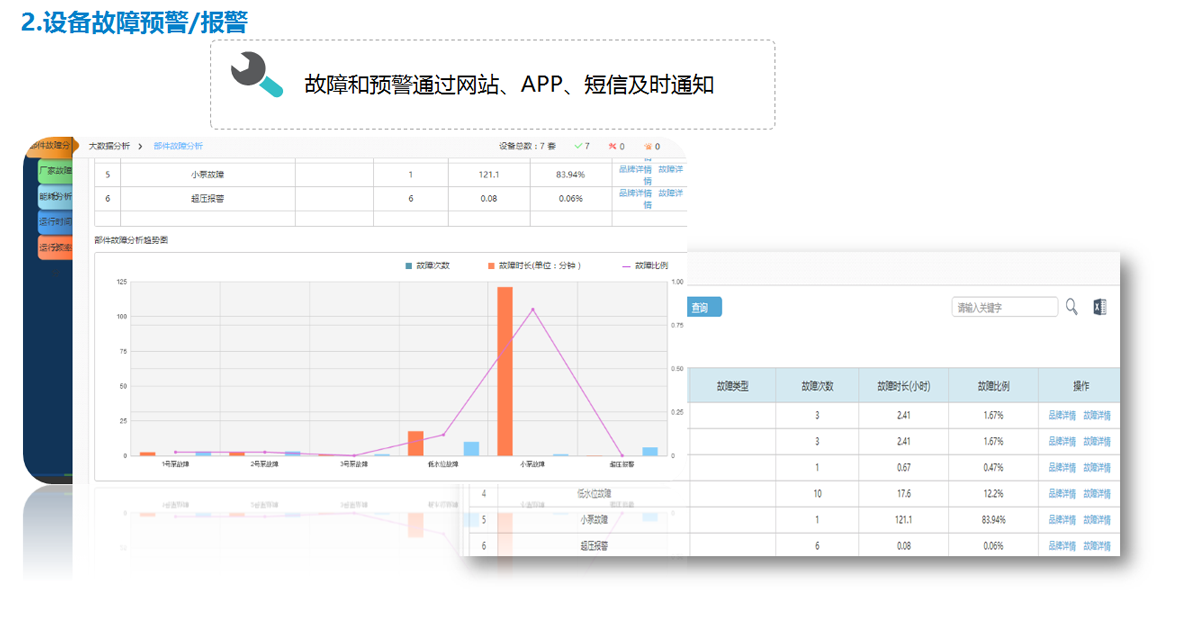 2.设备故障预警/报警
故障和预警通过网站、APP、短信及时通知
部件故障分
厂家故障
能耗分析
运行时间
运行频率
大数据分析 > 部件故障分析 设备总数：7 套 7 0 0
5 小泵故障 1 121.1 83.94% 品牌详情 故障详情
6 超压报警 6 0.08 0.06% 品牌详情 故障详情
部件故障分析趋势图
故障次数 故障时长(单位：分钟） 故障比例
125 1.00
100
0.75
75
0.50
50
0.25
25
0 0
1号泵故障 2号泵故障 3号泵故障 低水位故障 小泵故障 超压报警
查询 请输入关键字
故障类型 故障次数 故障时长(小时) 故障比例 操作
3 2.41 1.67% 品牌详情 故障详情
3 2.41 1.67% 品牌详情 故障详情
1 0.67 0.47% 品牌详情 故障详情
4 低水位故障 10 17.6 12.2% 品牌详情 故障详情
5 小泵故障 1 121.1 83.94% 品牌详情 故障详情
6 超压报警 6 0.08 0.06% 品牌详情 故障详情